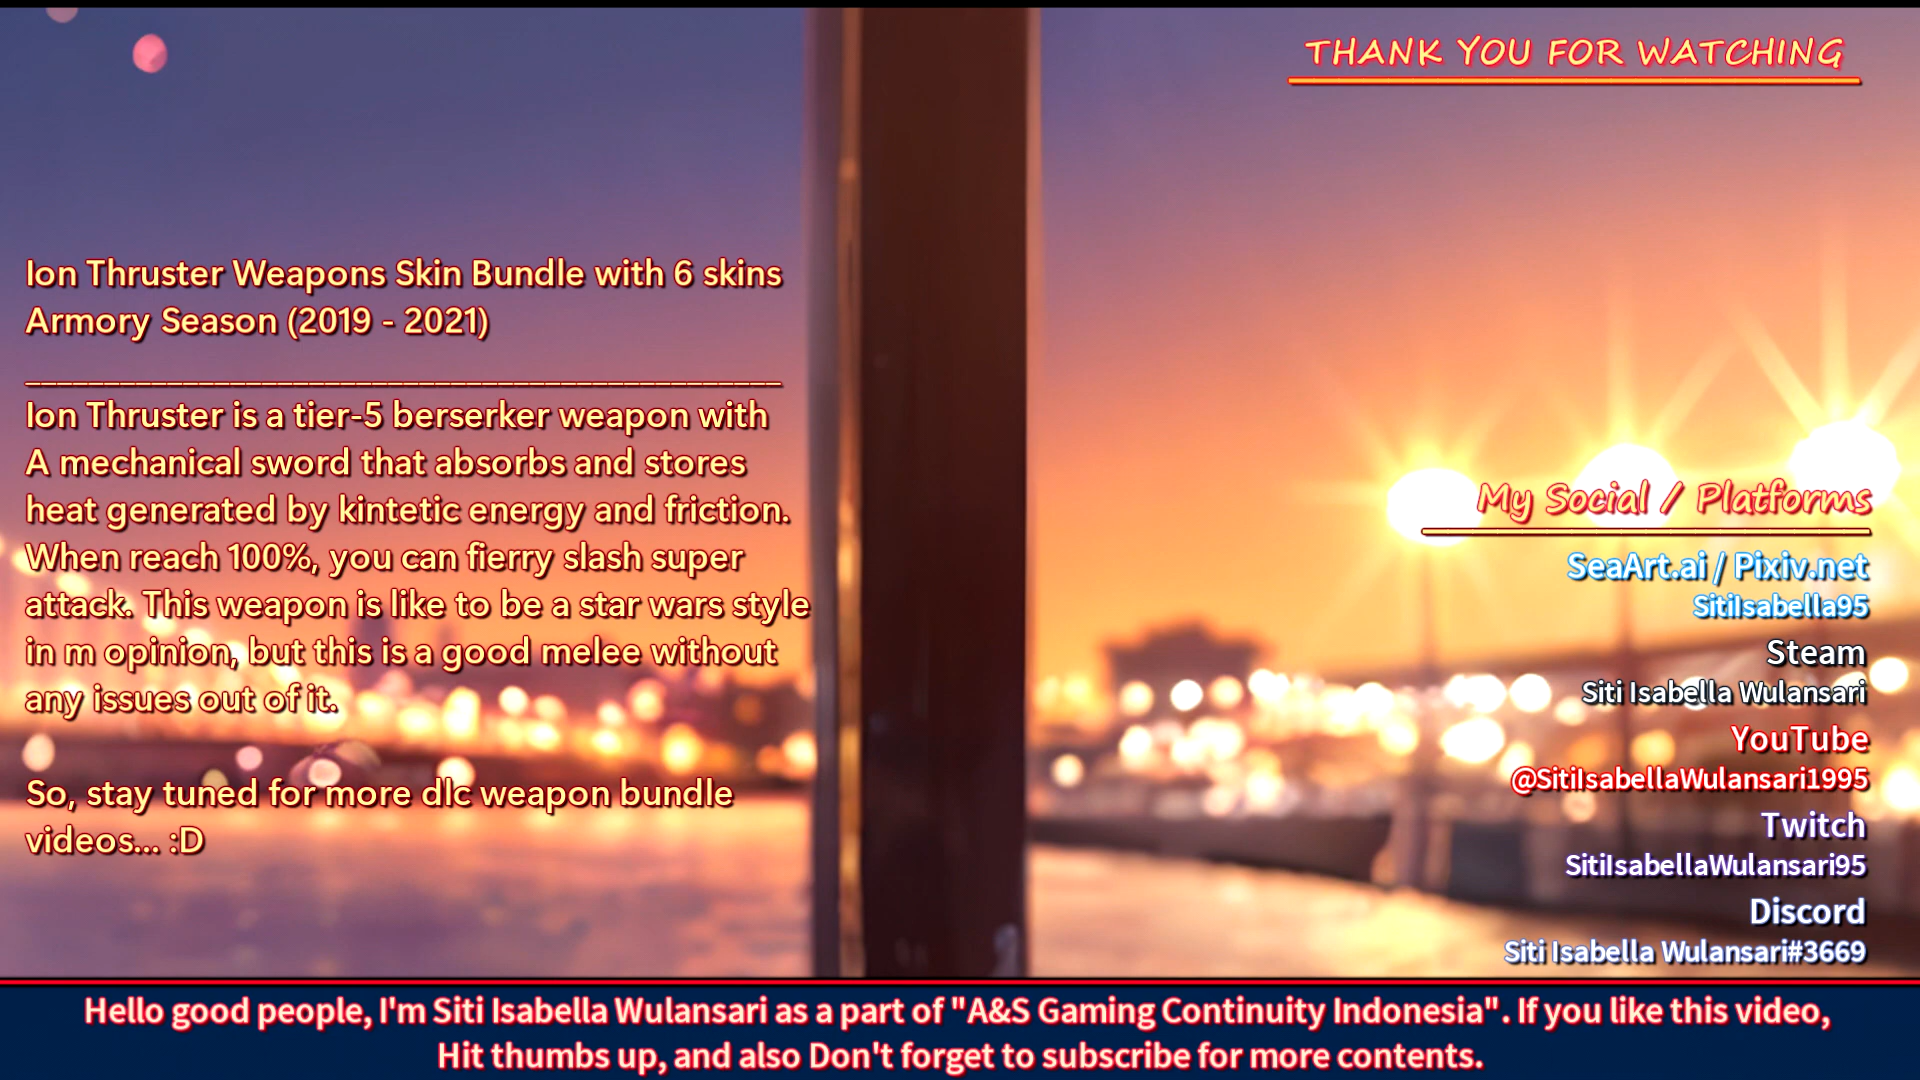 THANK YOU FOR WATCHING
Ion Thruster Weapons Skin Bundle with 6 skins
Armory Season (2019 - 2021)
Ion Thruster is a tier-5 berserker weapon with
A mechanical sword that absorbs and stores
heat generated by kintetic energy and friction.
When reach 100%, you can fierry slash super
attack. This weapon is like to be a star wars style
in m opinion, but this is a good melee without
any issues out of it.
So, stay tuned for more dlc weapon bundle
videos... :D
My Social / Platforms
SeaArt.ai / Pixiv.net
SitiIsabella95
Steam
Siti Isabella Wulansari
YouTube
@SitiIsabellaWulansari1995
Twitch
SitiIsabellaWulansari95
Discord
Siti Isabella Wulansari#3669
Hello good people, I'm Siti Isabella Wulansari as a part of "A&S Gaming Continuity Indonesia". If you like this video,
Hit thumbs up, and also Don't forget to subscribe for more contents.